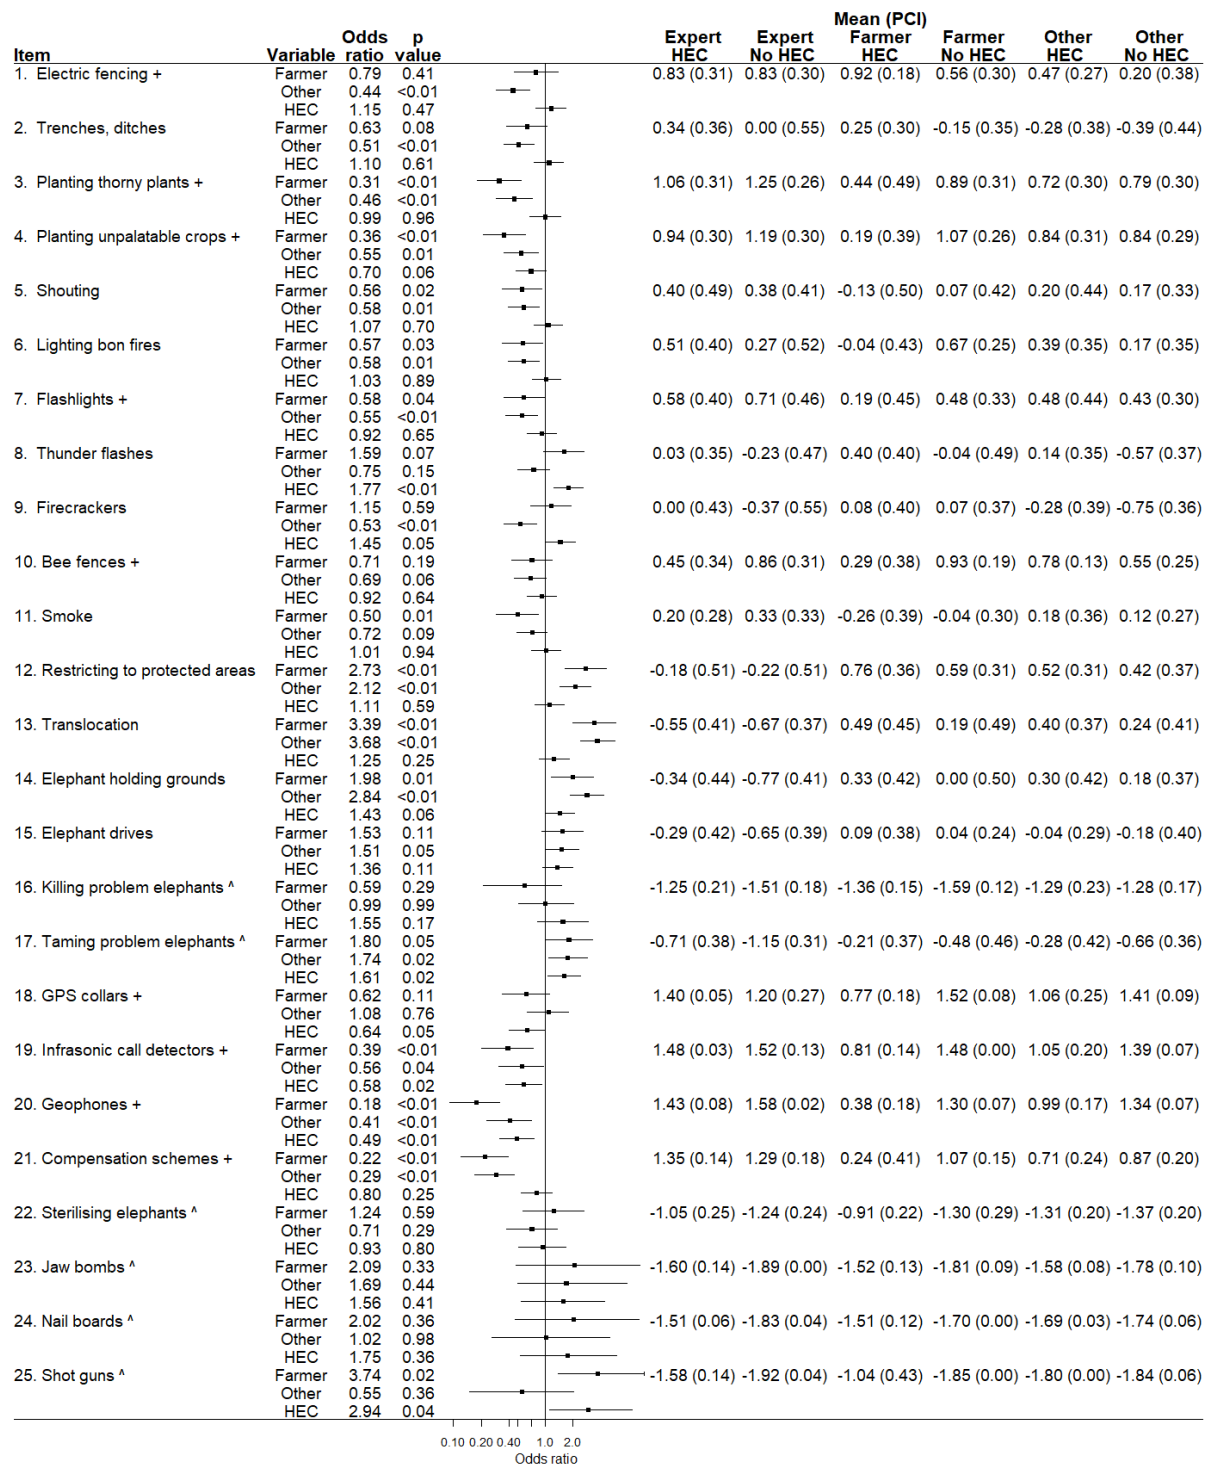 Mean (PCI)
Odds p Expert Expert Farmer Farmer Other Other
Item Variable ratio value HEC No HEC HEC No HEC HEC No HEC
1. Electric fencing + Farmer 0.79 0.41 0.83 (0.31) 0.83 (0.30) 0.92 (0.18) 0.56 (0.30) 0.47 (0.27) 0.20 (0.38)
Other 0.44 <0.01
HEC 1.15 0.47
2. Trenches, ditches Farmer 0.63 0.08 0.34 (0.36) 0.00 (0.55) 0.25 (0.30) -0.15 (0.35) -0.28 (0.38) -0.39 (0.44)
Other 0.51 <0.01
HEC 1.10 0.61
3. Planting thorny plants + Farmer 0.31 <0.01 1.06 (0.31) 1.25 (0.26) 0.44 (0.49) 0.89 (0.31) 0.72 (0.30) 0.79 (0.30)
Other 0.46 <0.01
HEC 0.99 0.96
4. Planting unpalatable crops + Farmer 0.36 <0.01 0.94 (0.30) 1.19 (0.30) 0.19 (0.39) 1.07 (0.26) 0.84 (0.31) 0.84 (0.29)
Other 0.55 0.01
HEC 0.70 0.06
5. Shouting Farmer 0.56 0.02 0.40 (0.49) 0.38 (0.41) -0.13 (0.50) 0.07 (0.42) 0.20 (0.44) 0.17 (0.33)
Other 0.58 0.01
HEC 1.07 0.70
6. Lighting bon fires Farmer 0.57 0.03 0.51 (0.40) 0.27 (0.52) -0.04 (0.43) 0.67 (0.25) 0.39 (0.35) 0.17 (0.35)
Other 0.58 0.01
HEC 1.03 0.89
7. Flashlights + Farmer 0.58 0.04 0.58 (0.40) 0.71 (0.46) 0.19 (0.45) 0.48 (0.33) 0.48 (0.44) 0.43 (0.30)
Other 0.55 <0.01
HEC 0.92 0.65
8. Thunder flashes Farmer 1.59 0.07 0.03 (0.35) -0.23 (0.47) 0.40 (0.40) -0.04 (0.49) 0.14 (0.35) -0.57 (0.37)
Other 0.75 0.15
HEC 1.77 <0.01
9. Firecrackers Farmer 1.15 0.59 0.00 (0.43) -0.37 (0.55) 0.08 (0.40) 0.07 (0.37) -0.28 (0.39) -0.75 (0.36)
Other 0.53 <0.01
HEC 1.45 0.05
10. Bee fences + Farmer 0.71 0.19 0.45 (0.34) 0.86 (0.31) 0.29 (0.38) 0.93 (0.19) 0.78 (0.13) 0.55 (0.25)
Other 0.69 0.06
HEC 0.92 0.64
11. Smoke Farmer 0.50 0.01 0.20 (0.28) 0.33 (0.33) -0.26 (0.39) -0.04 (0.30) 0.18 (0.36) 0.12 (0.27)
Other 0.72 0.09
HEC 1.01 0.94
12. Restricting to protected areas Farmer 2.73 <0.01 -0.18 (0.51) -0.22 (0.51) 0.76 (0.36) 0.59 (0.31) 0.52 (0.31) 0.42 (0.37)
Other 2.12 <0.01
HEC 1.11 0.59
13. Translocation Farmer 3.39 <0.01 -0.55 (0.41) -0.67 (0.37) 0.49 (0.45) 0.19 (0.49) 0.40 (0.37) 0.24 (0.41)
Other 3.68 <0.01
HEC 1.25 0.25
14. Elephant holding grounds Farmer 1.98 0.01 -0.34 (0.44) -0.77 (0.41) 0.33 (0.42) 0.00 (0.50) 0.30 (0.42) 0.18 (0.37)
Other 2.84 <0.01
HEC 1.43 0.06
15. Elephant drives Farmer 1.53 0.11 -0.29 (0.42) -0.65 (0.39) 0.09 (0.38) 0.04 (0.24) -0.04 (0.29) -0.18 (0.40)
Other 1.51 0.05
HEC 1.36 0.11
16. Killing problem elephants ^ Farmer 0.59 0.29 -1.25 (0.21) -1.51 (0.18) -1.36 (0.15) -1.59 (0.12) -1.29 (0.23) -1.28 (0.17)
Other 0.99 0.99
HEC 1.55 0.17
17. Taming problem elephants ^ Farmer 1.80 0.05 -0.71 (0.38) -1.15 (0.31) -0.21 (0.37) -0.48 (0.46) -0.28 (0.42) -0.66 (0.36)
Other 1.74 0.02
HEC 1.61 0.02
18. GPS collars + Farmer 0.62 0.11 1.40 (0.05) 1.20 (0.27) 0.77 (0.18) 1.52 (0.08) 1.06 (0.25) 1.41 (0.09)
Other 1.08 0.76
HEC 0.64 0.05
19. Infrasonic call detectors + Farmer 0.39 <0.01 1.48 (0.03) 1.52 (0.13) 0.81 (0.14) 1.48 (0.00) 1.05 (0.20) 1.39 (0.07)
Other 0.56 0.04
HEC 0.58 0.02
20. Geophones + Farmer 0.18 <0.01 1.43 (0.08) 1.58 (0.02) 0.38 (0.18) 1.30 (0.07) 0.99 (0.17) 1.34 (0.07)
Other 0.41 <0.01
HEC 0.49 <0.01
21. Compensation schemes + Farmer 0.22 <0.01 1.35 (0.14) 1.29 (0.18) 0.24 (0.41) 1.07 (0.15) 0.71 (0.24) 0.87 (0.20)
Other 0.29 <0.01
HEC 0.80 0.25
22. Sterilising elephants ^ Farmer 1.24 0.59 -1.05 (0.25) -1.24 (0.24) -0.91 (0.22) -1.30 (0.29) -1.31 (0.20) -1.37 (0.20)
Other 0.71 0.29
HEC 0.93 0.80
23. Jaw bombs ^ Farmer 2.09 0.33 -1.60 (0.14) -1.89 (0.00) -1.52 (0.13) -1.81 (0.09) -1.58 (0.08) -1.78 (0.10)
Other 1.69 0.44
HEC 1.56 0.41
24. Nail boards ^ Farmer 2.02 0.36 -1.51 (0.06) -1.83 (0.04) -1.51 (0.12) -1.70 (0.00) -1.69 (0.03) -1.74 (0.06)
Other 1.02 0.98
HEC 1.75 0.36
25. Shot guns ^ Farmer 3.74 0.02 -1.58 (0.14) -1.92 (0.04) -1.04 (0.43) -1.85 (0.00) -1.80 (0.00) -1.84 (0.06)
Other 0.55 0.36
HEC 2.94 0.04
0.10 0.20 0.40 1.0 2.0
Odds ratio